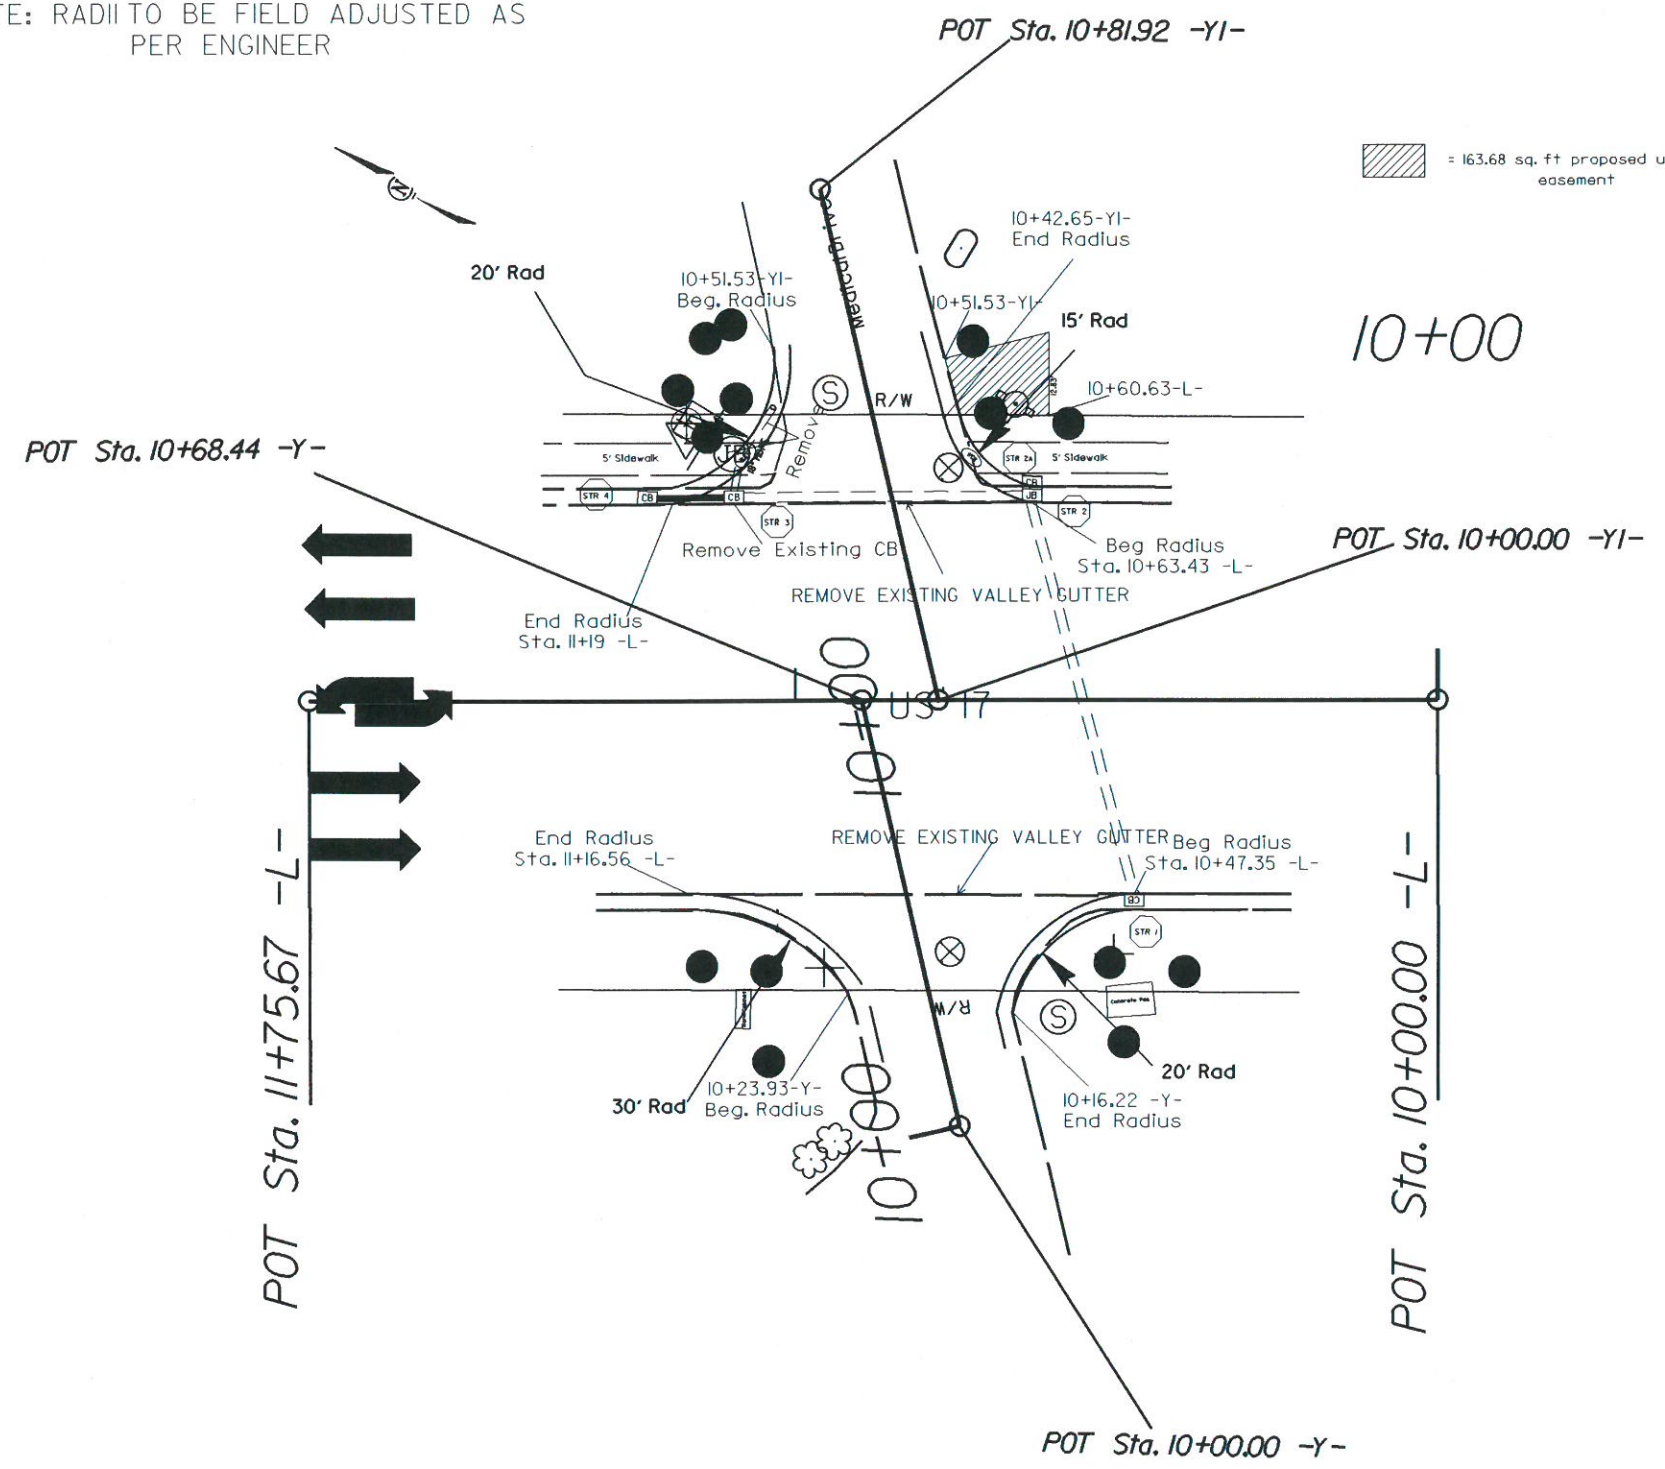 TE: RADII TO BE FIELD ADJUSTED AS
PER ENGINEER
POT Sta. 10+81.92 -Y1-
= 163.68 sq. ft proposed u
easement
N
10+42.65-Y1-
End Radius
20' Rad
10+51.53-Y1-
Beg. Radius
Medical Drive
10+51.53-Y1-
15' Rad
10+00
10+60.63-L-
S
R/W
POT Sta. 10+68.44 -Y-
5' Sidewalk
JB
Remove
STR 2A
5' Sidewalk
STR 4
CB
CB
CB
JB
STR 3
STR 2
Remove Existing CB
Beg Radius
Sta. 10+63.43 -L-
POT Sta. 10+00.00 -Y1-
REMOVE EXISTING VALLEY GUTTER
End Radius
Sta. 11+19 -L-
US 17
End Radius
Sta. 11+16.56 -L-
REMOVE EXISTING VALLEY GUTTER
Beg Radius
Sta. 10+47.35 -L-
CB
STR 1
POT Sta. 11+75.67 -L-
POT Sta. 10+00.00 -L-
R/W
S
Concrete Pad
20' Rad
30' Rad
10+23.93-Y-
Beg. Radius
10+16.22 -Y-
End Radius
10+00
POT Sta. 10+00.00 -Y-